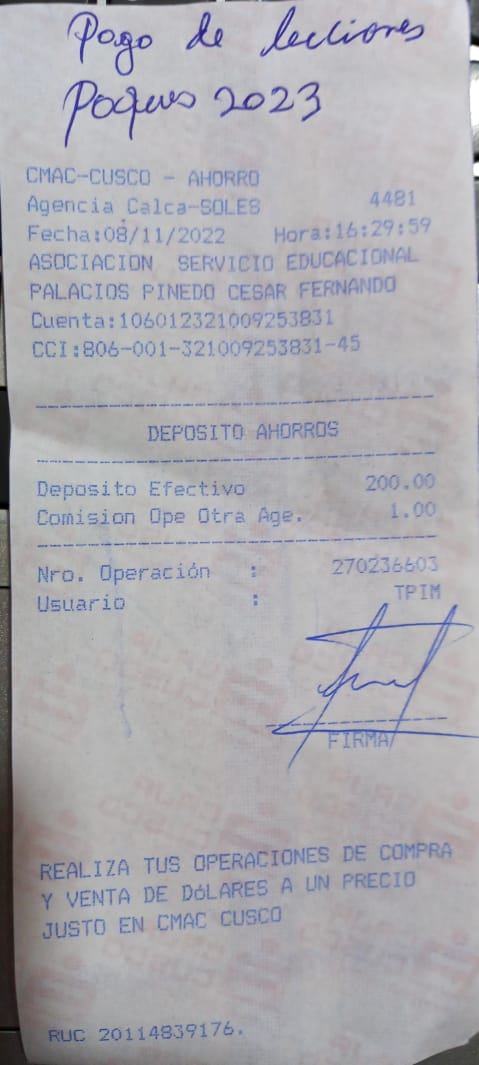 Pago de lecciones
Paques 2023
CMAC-CUSCO - AHORRO
Agencia Calca-SOLES 4481
Fecha:08/11/2022 Hora:16:29:59
ASOCIACION SERVICIO EDUCACIONAL
PALACIOS PINEDO CESAR FERNANDO
Cuenta:106012321009253831
CCI:806-001-321009253831-45
DEPOSITO AHORROS
Deposito Efectivo 200.00
Comision Ope Otra Age. 1.00
Nro. Operación : 270236603
Usuario : TPIM
FIRMA
REALIZA TUS OPERACIONES DE COMPRA
Y VENTA DE DóLARES A UN PRECIO
JUSTO EN CMAC CUSCO
RUC 20114839176.